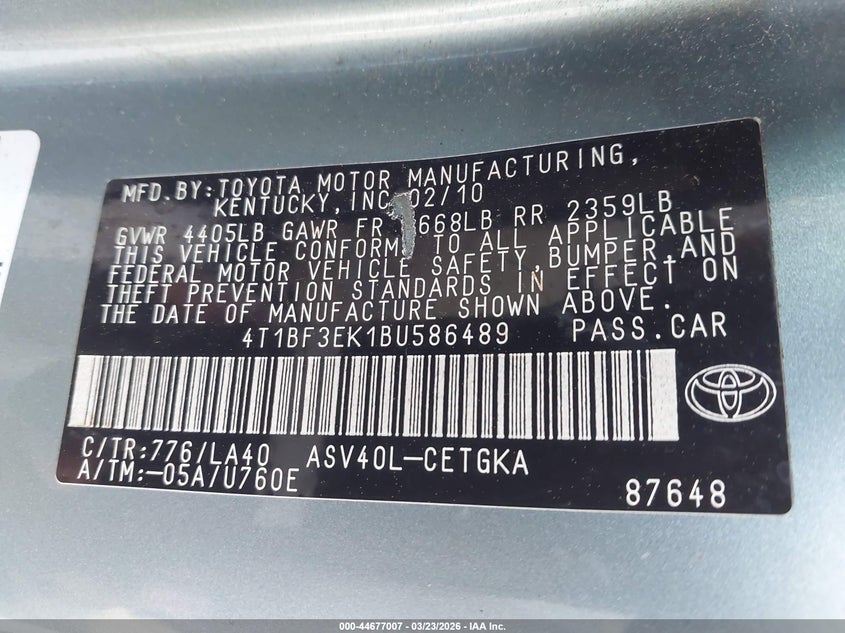 MFD.BY:TOYOTA MOTOR MANUFACTURING,
KENTUCKY,INC 02/10
GVWR 4405LB GAWR FR 668LB RR 2359LB
THIS VEHICLE CONFORM TO ALL APPLICABLE
FEDERAL MOTOR VEHICLE SAFETY,BUMPER,AND
THEFT PREVENTION STANDARDS IN EFFECT ON
THE DATE OF MANUFACTURE SHOWN ABOVE.
4T1BF3EK1BU586489 PASS.CAR
C/TR:776/LA40 ASV40L-CETGKA
A/TM:-05A/U760E
87648
000-44677007 — 03/23/2026 — IAA Inc.